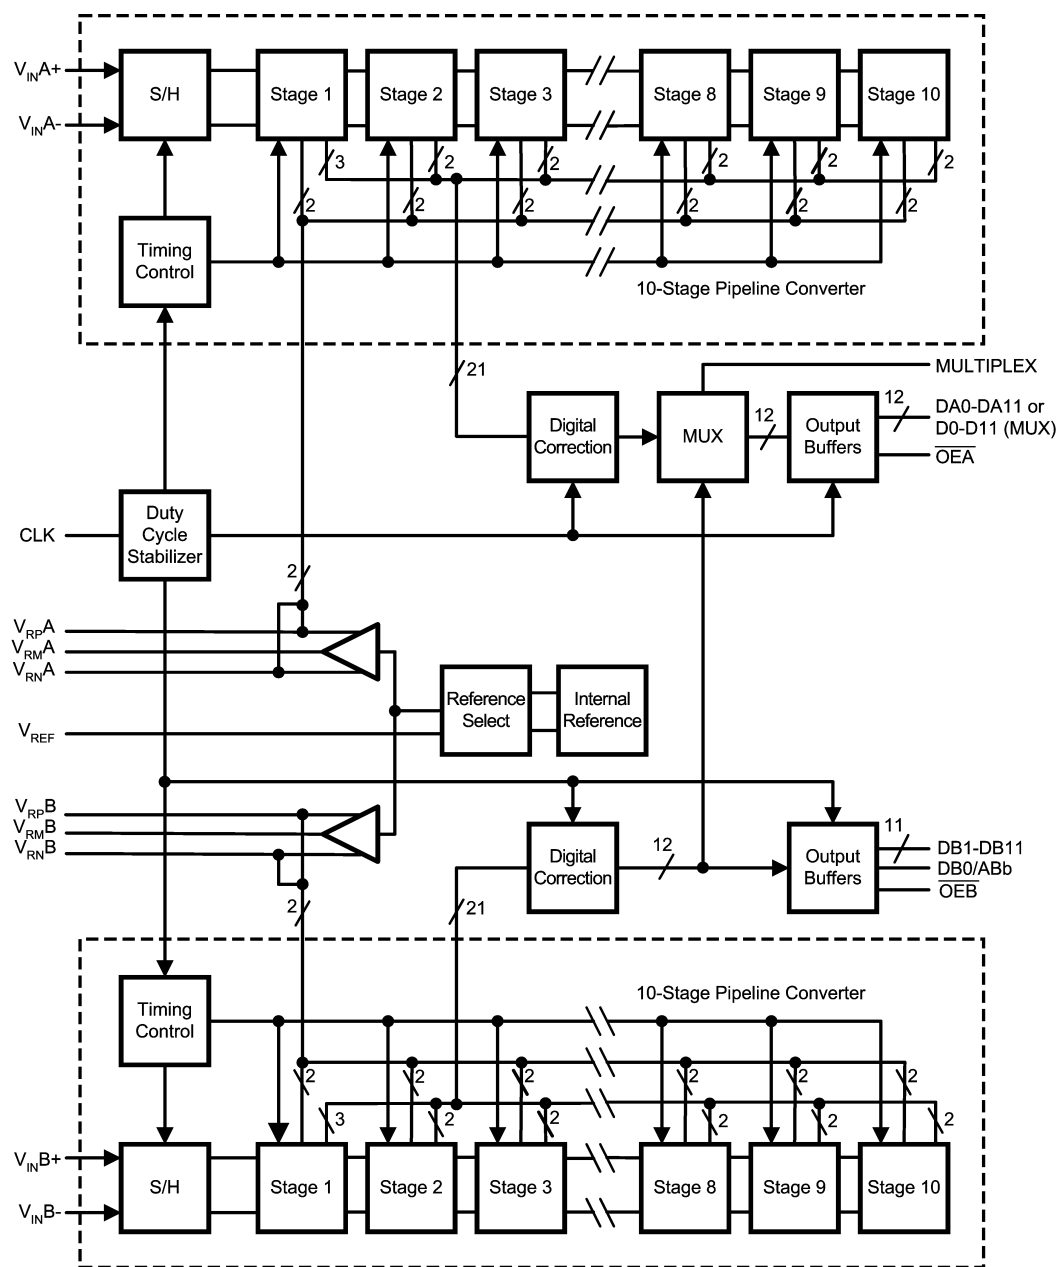 VINA+
VINA-
S/H
Stage 1
Stage 2
Stage 3
Stage 8
Stage 9
Stage 10
3
2
2
2
2
2
2
2
2
2
2
2
2
Timing
Control
10-Stage Pipeline Converter
21
MULTIPLEX
12
DA0-DA11 or
D0-D11 (MUX)
OEA
Digital
Correction
MUX
12
Output
Buffers
CLK
Duty
Cycle
Stabilizer
2
VRPA
VRMA
VRNA
Reference
Select
Internal
Reference
VREF
VRPB
VRMB
VRNB
2
21
Digital
Correction
12
Output
Buffers
11
DB1-DB11
DB0/ABb
OEB
Timing
Control
10-Stage Pipeline Converter
2
2
2
2
2
2
3
2
2
2
2
2
VINB+
VINB-
S/H
Stage 1
Stage 2
Stage 3
Stage 8
Stage 9
Stage 10